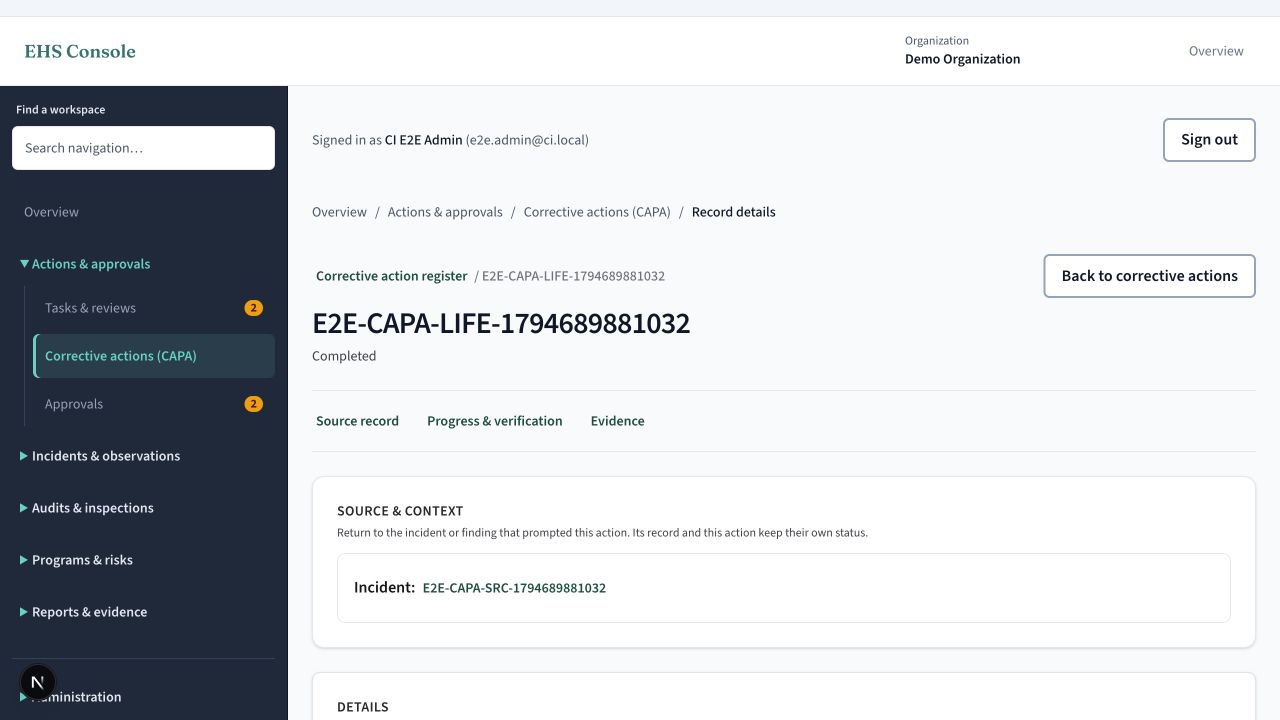 EHS Console
Organization
Demo Organization
Overview
Find a workspace
Search navigation…
Overview
▼ Actions & approvals
Tasks & reviews 2
Corrective actions (CAPA)
Approvals 2
▶ Incidents & observations
▶ Audits & inspections
▶ Programs & risks
▶ Reports & evidence
N
ministration
Signed in as CI E2E Admin (e2e.admin@ci.local)
Sign out
Overview / Actions & approvals / Corrective actions (CAPA) / Record details
Corrective action register / E2E-CAPA-LIFE-1794689881032
Back to corrective actions
E2E-CAPA-LIFE-1794689881032
Completed
Source record Progress & verification Evidence
SOURCE & CONTEXT
Return to the incident or finding that prompted this action. Its record and this action keep their own status.
Incident: E2E-CAPA-SRC-1794689881032
DETAILS